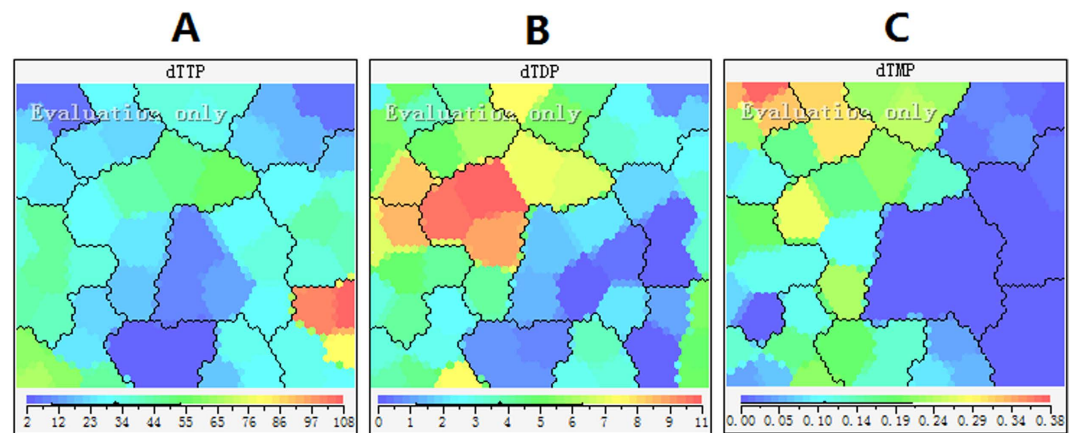 A B C
dTTP dTDP dTMP
Evaluation only Evaluation only Evaluation only
2 12 23 34 44 55 65 76 86 97 108 0 1 2 3 4 5 6 7 8 9 11 0.00 0.05 0.10 0.14 0.19 0.24 0.29 0.34 0.38